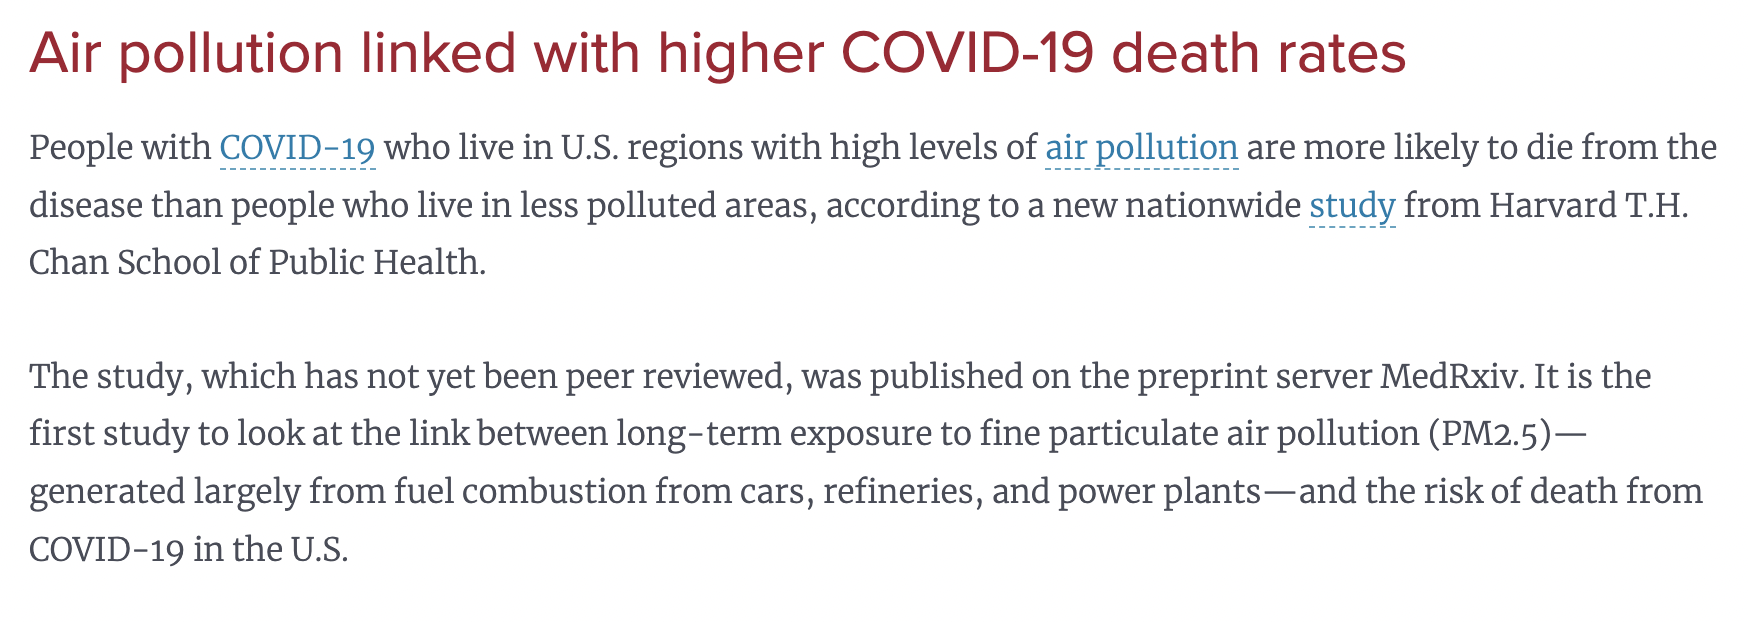 Air pollution linked with higher COVID-19 death rates
People with COVID-19 who live in U.S. regions with high levels of air pollution are more likely to die from the
disease than people who live in less polluted areas, according to a new nationwide study from Harvard T.H.
Chan School of Public Health.
The study, which has not yet been peer reviewed, was published on the preprint server MedRxiv. It is the
first study to look at the link between long-term exposure to fine particulate air pollution (PM2.5)—
generated largely from fuel combustion from cars, refineries, and power plants—and the risk of death from
COVID-19 in the U.S.